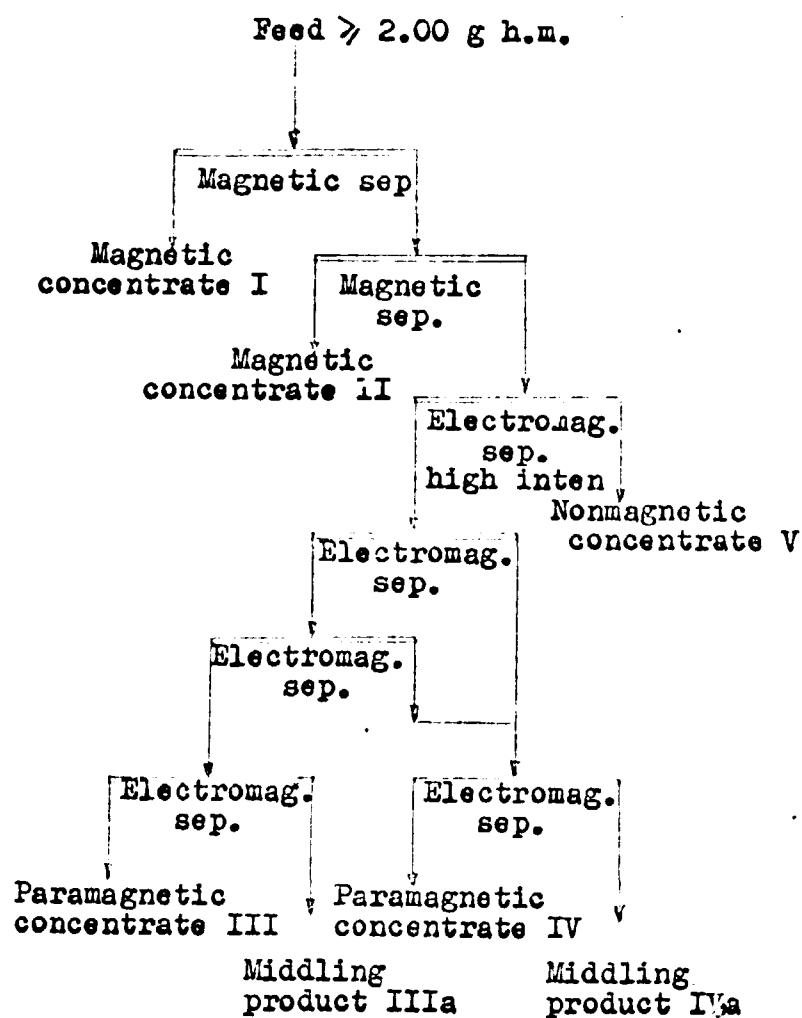 Feed ⩾ 2.00 g h.m.
Magnetic sep
Magnetic
concentrate I
Magnetic
sep.
Magnetic
concentrate II
Electromag.
sep.
high inten
Nonmagnetic
concentrate V
Electromag.
sep.
Electromag.
sep.
Electromag.
sep.
Electromag.
sep.
Paramagnetic
concentrate III
Paramagnetic
concentrate IV
Middling
product IIIa
Middling
product IVa